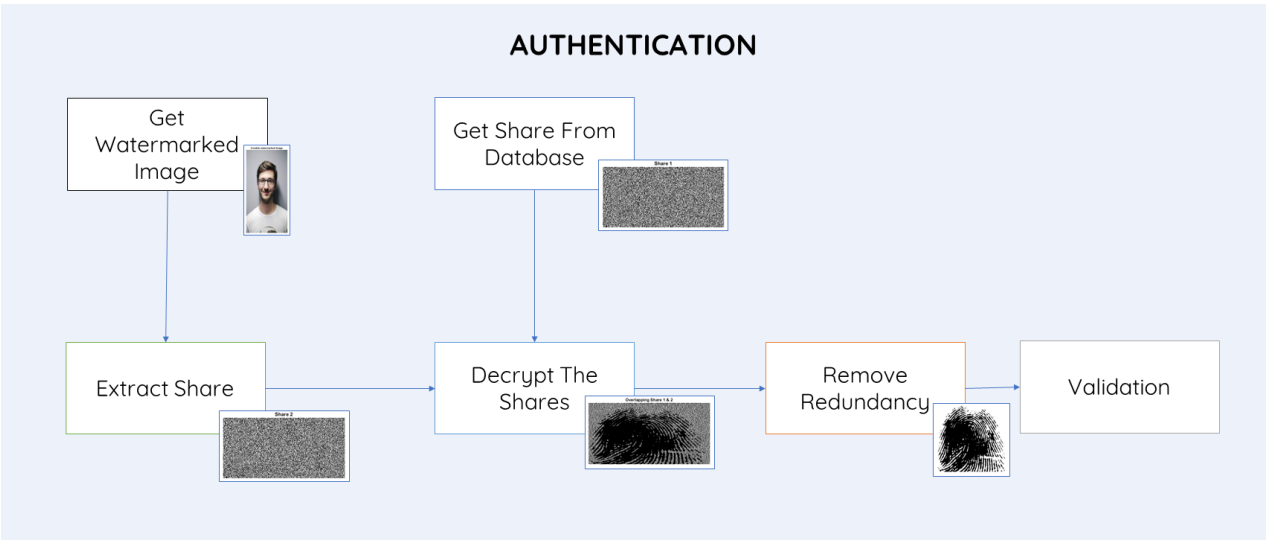 AUTHENTICATION
Get
Watermarked
Image
Get Share From
Database
Share 1
Extract Share
Share 2
Decrypt The
Shares
Overlapping Share 1 & 2
Remove
Redundancy
Validation